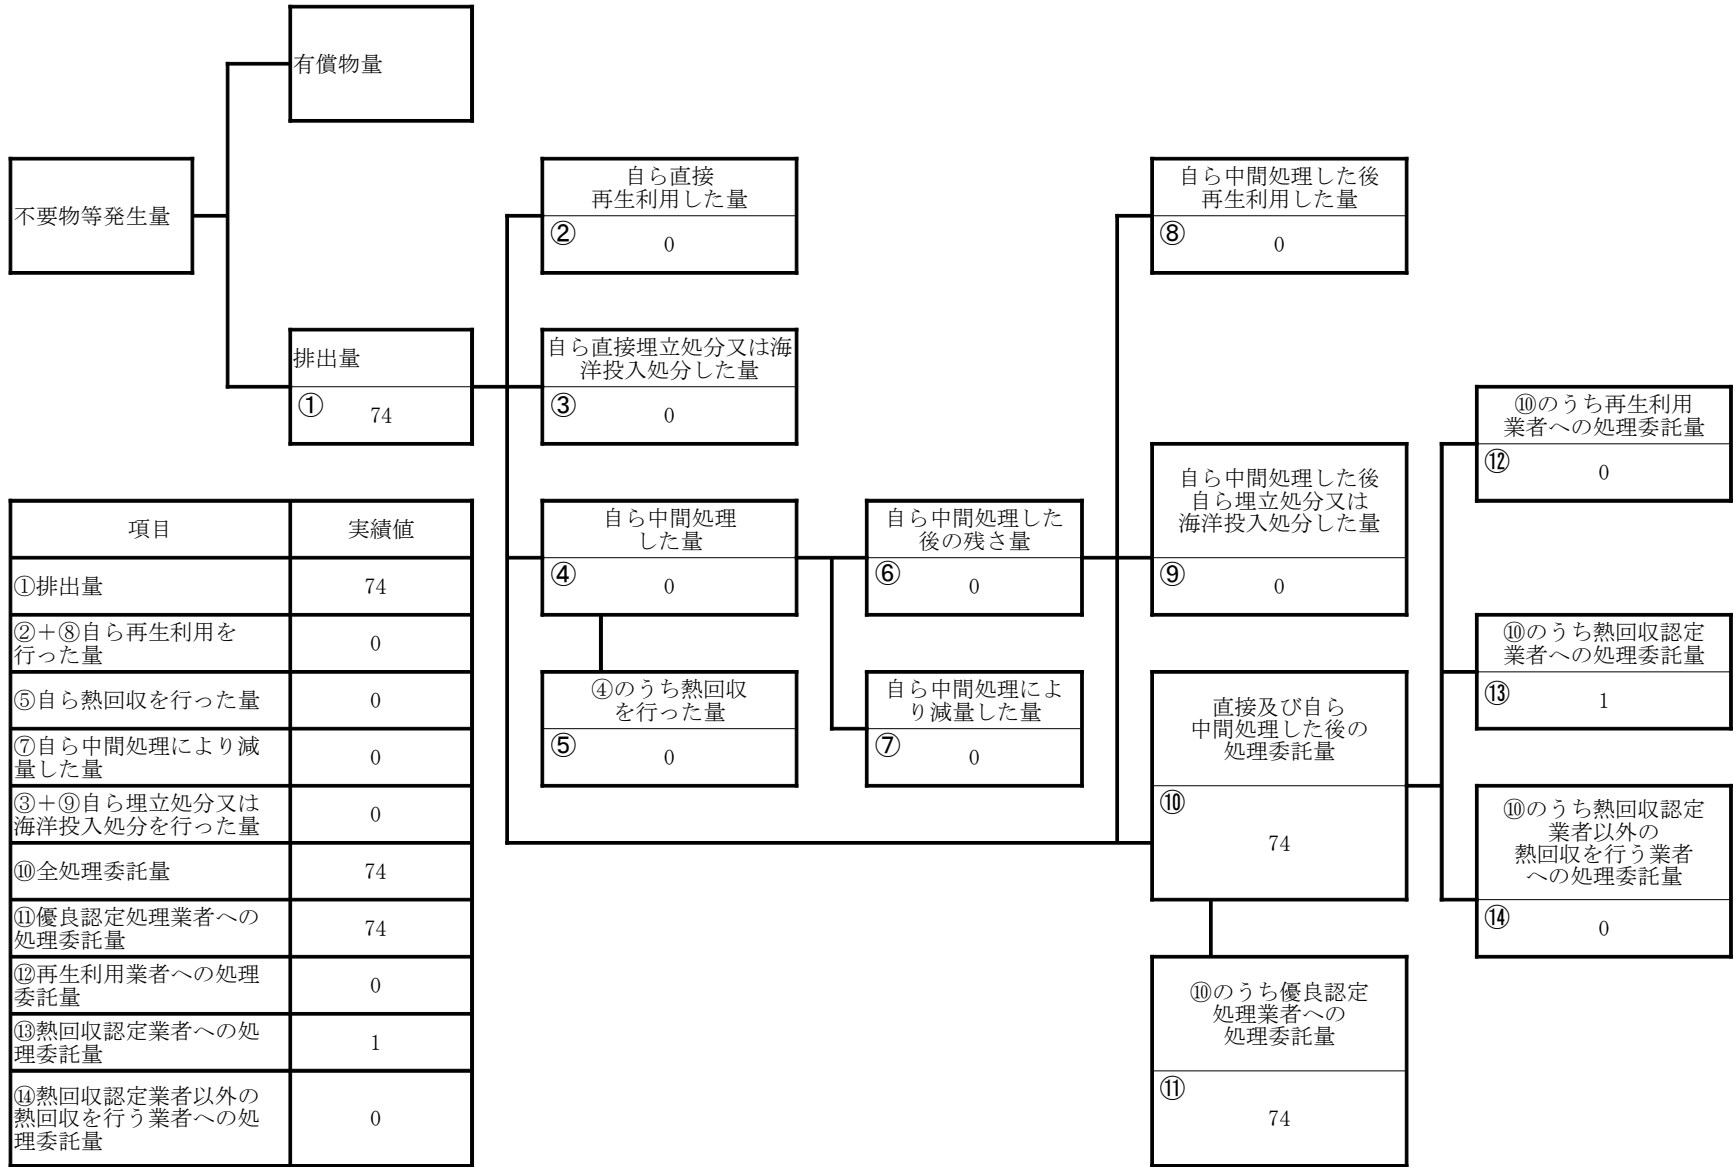 有償物量
不要物等発生量
自ら直接
再生利用した量
②
0
自ら中間処理した後
再生利用した量
⑧
0
排出量
①
74
自ら直接埋立処分又は海
洋投入処分した量
③
0
⑩のうち再生利用
業者への処理委託量
⑫
0
自ら中間処理
した量
④
0
自ら中間処理した
後の残さ量
⑥
0
自ら中間処理した後
自ら埋立処分又は
海洋投入処分した量
⑨
0
⑩のうち熱回収認定
業者への処理委託量
⑬
1
④のうち熱回収
を行った量
⑤
0
自ら中間処理によ
り減量した量
⑦
0
直接及び自ら
中間処理した後の
処理委託量
⑩
74
⑩のうち熱回収認定
業者以外の
熱回収を行う業者
への処理委託量
⑭
0
⑩のうち優良認定
処理業者への
処理委託量
⑪
74
項目 実績値
①排出量 74
②＋⑧自ら再生利用を
行った量 0
⑤自ら熱回収を行った量 0
⑦自ら中間処理により減
量した量 0
③＋⑨自ら埋立処分又は
海洋投入処分を行った量 0
⑩全処理委託量 74
⑪優良認定処理業者への
処理委託量 74
⑫再生利用業者への処理
委託量 0
⑬熱回収認定業者への処
理委託量 1
⑭熱回収認定業者以外の
熱回収を行う業者への処
理委託量 0